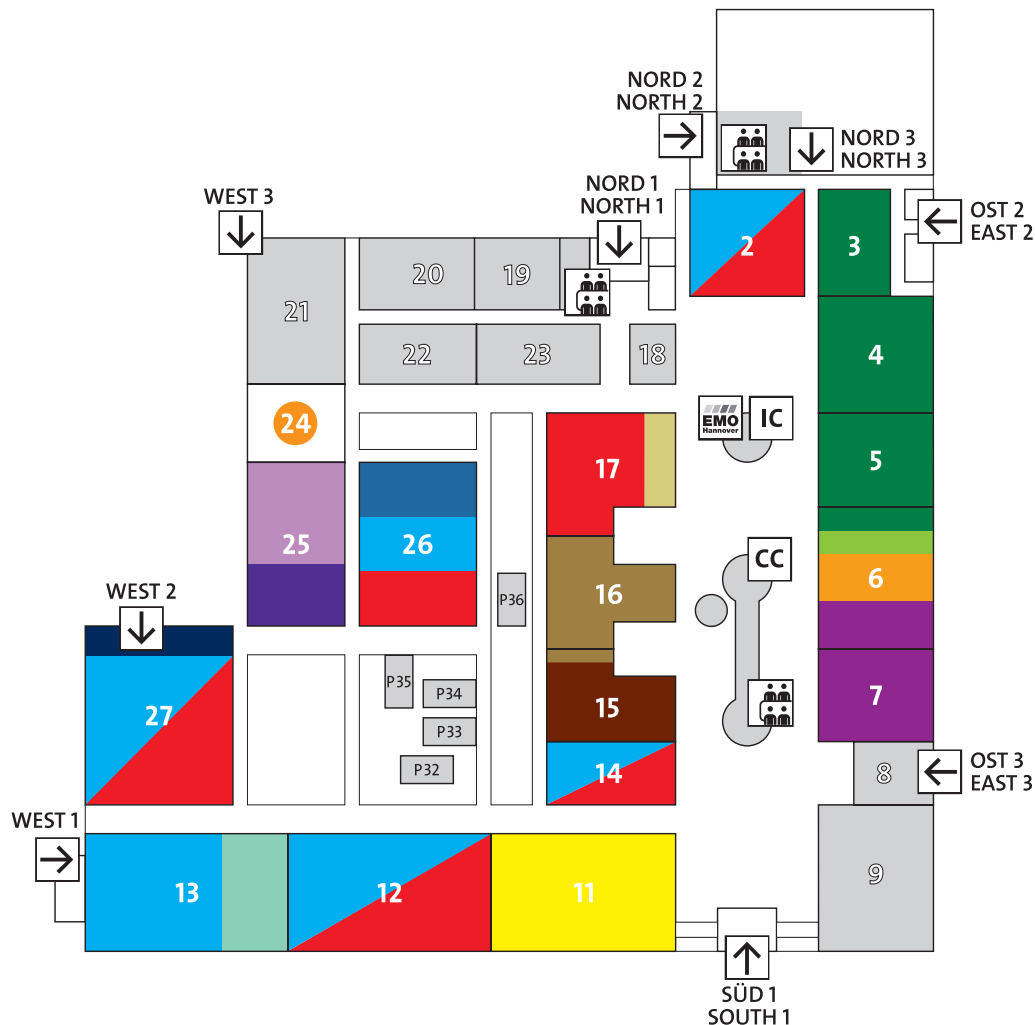 NORD 2
NORTH 2
NORD 3
NORTH 3
NORD 1
NORTH 1
WEST 3
OST 2
EAST 2
2
3
20
19
21
22
23
18
4
24
EMO
Hannover
IC
17
5
25
26
CC
6
WEST 2
P36
16
P35
P34
7
27
15
P33
P32
14
8
OST 3
EAST 3
WEST 1
13
12
11
9
SÜD 1
SOUTH 1